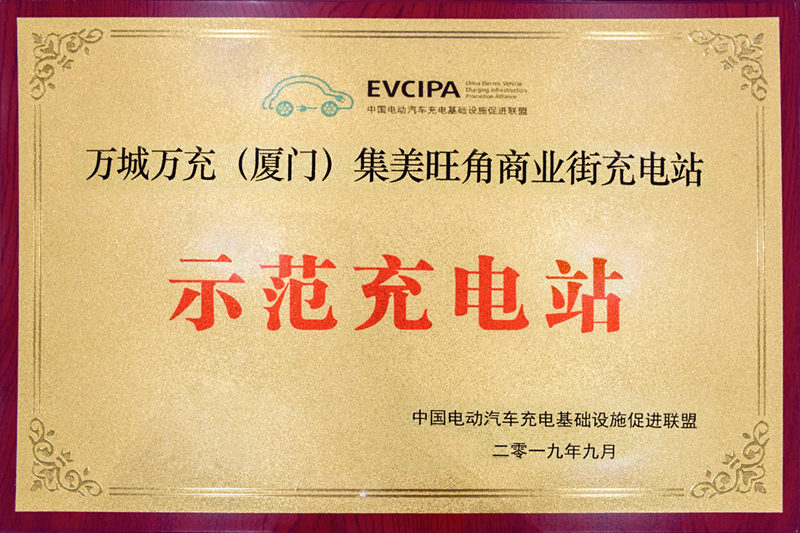 EVCIPA
China Electric Vehicle
Charging Infrastructure
Promotion Alliance
中国电动汽车充电基础设施促进联盟
万城万充（厦门）集美旺角商业街充电站
示范充电站
中国电动汽车充电基础设施促进联盟
二零一九年九月